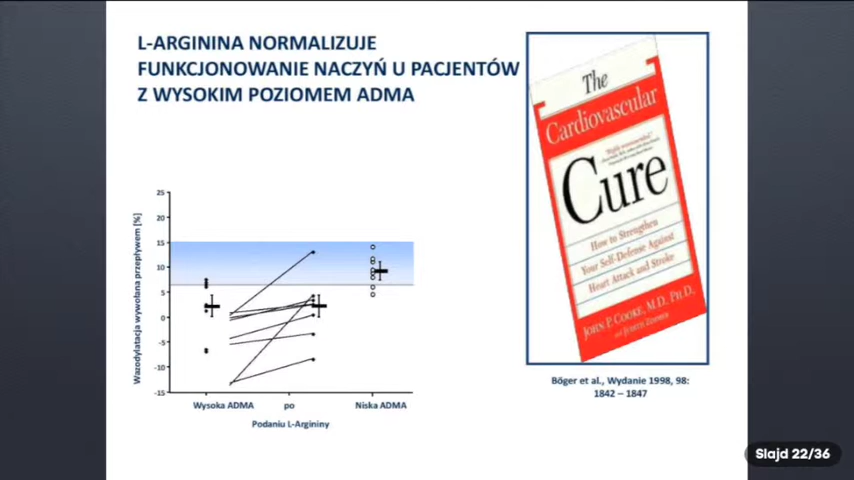 L-ARGININA NORMALIZUJE
FUNKCJONOWANIE NACZYŃ U PACJENTÓW
Z WYSOKIM POZIOMEM ADMA
The
Cardiovascular
"Highly recommended."
Cure
How to Strengthen
Your Self-Defense Against
Heart Attack and Stroke
JOHN P. COOKE, M.D., PH.D.,
Wazodylatacja wywołana przepływem [%]
25
20
15
10
5
0
-5
-10
-15
Wysoka ADMA
po
Niska ADMA
Podaniu L-Argininy
Böger et al., Wydanie 1998, 98:
1842 – 1847
Slajd 22/36